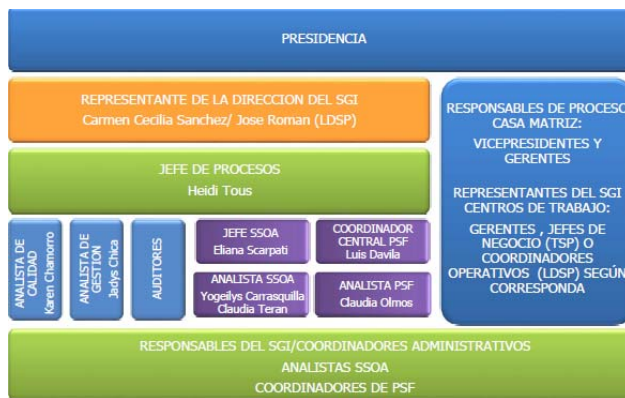 PRESIDENCIA
REPRESENTANTE DE LA DIRECCION DEL SGI
Carmen Cecilia Sanchez/ Jose Roman (LDSP)
JEFE DE PROCESOS
Heidi Tous
ANALISTA DE
CALIDAD
Karen Chamorro
ANALISTA DE
GESTION
Jadys Chica
AUDITORES
JEFE SSOA
Eliana Scarpati
COORDINADOR
CENTRAL PSF
Luis Davila
ANALISTA SSOA
Yogeilys Carrasquilla
Claudia Teran
ANALISTA PSF
Claudia Olmos
RESPONSABLES DE PROCESO
CASA MATRIZ:
VICEPRESIDENTES Y
GERENTES
REPRESENTANTES DEL SGI
CENTROS DE TRABAJO:
GERENTES , JEFES DE
NEGOCIO (TSP) O
COORDINADORES
OPERATIVOS (LDSP) SEGÚN
CORRESPONDA
RESPONSABLES DEL SGI/COORDINADORES ADMINISTRATIVOS
ANALISTAS SSOA
COORDINADORES DE PSF